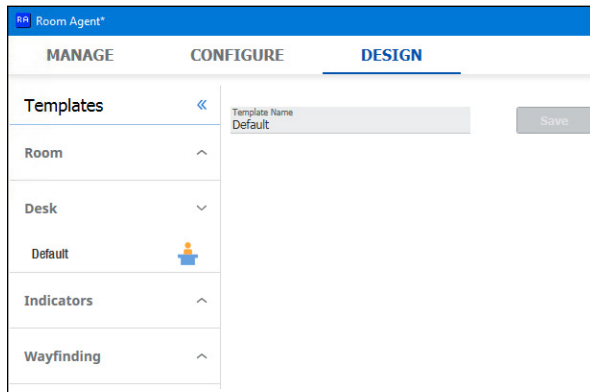 RA Room Agent*
MANAGE CONFIGURE DESIGN
Templates «
Template Name
Default
Save
Room
Desk
Default
Indicators
Wayfinding